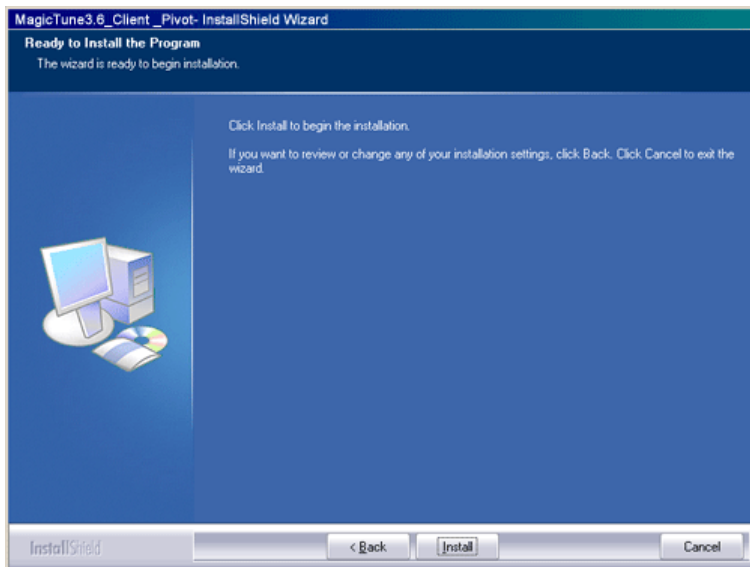 MagicTune3.6_Client _Pivot- InstallShield Wizard
Ready to Install the Program
The wizard is ready to begin installation.
Click Install to begin the installation.
If you want to review or change any of your installation settings, click Back. Click Cancel to exit the
wizard.
InstallShield
< Back
Install
Cancel